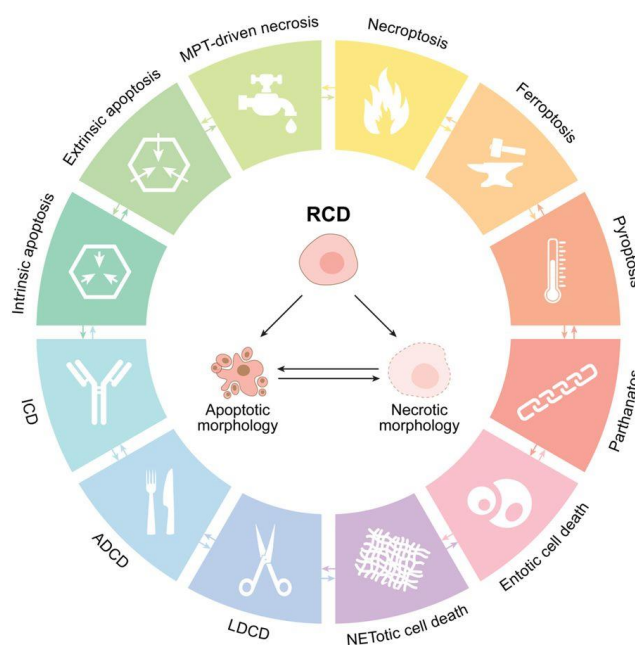 MPT-driven necrosis
Necroptosis
Extrinsic apoptosis
Ferroptosis
Intrinsic apoptosis
Pyroptosis
RCD
Apoptotic
morphology
Necrotic
morphology
ICD
Parthanatos
ADCD
Entotic cell death
LDCD
NETotic cell death